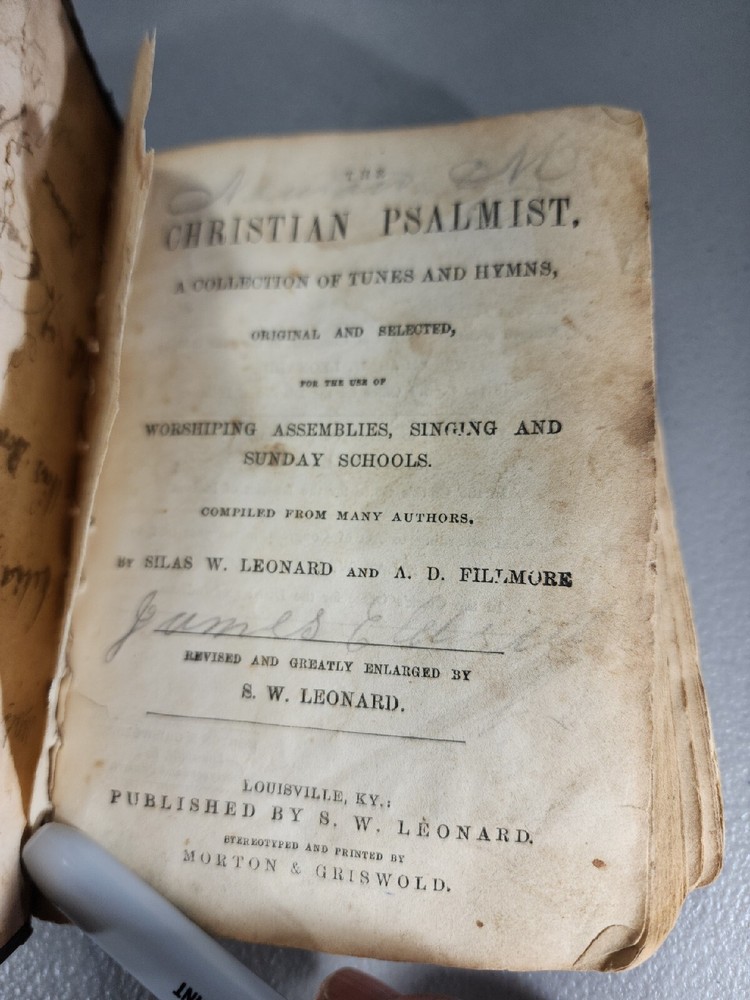 THE
CHRISTIAN PSALMIST,
A COLLECTION OF TUNES AND HYMNS,
ORIGINAL AND SELECTED,
FOR THE USE OF
WORSHIPING ASSEMBLIES, SINGING AND
SUNDAY SCHOOLS.
COMPILED FROM MANY AUTHORS,
BY SILAS W. LEONARD AND A. D. FILLMORE
James
REVISED AND GREATLY ENLARGED BY
S. W. LEONARD.
LOUISVILLE, KY.:
PUBLISHED BY S. W. LEONARD.
STEREOTYPED AND PRINTED BY
MORTON & GRISWOLD.